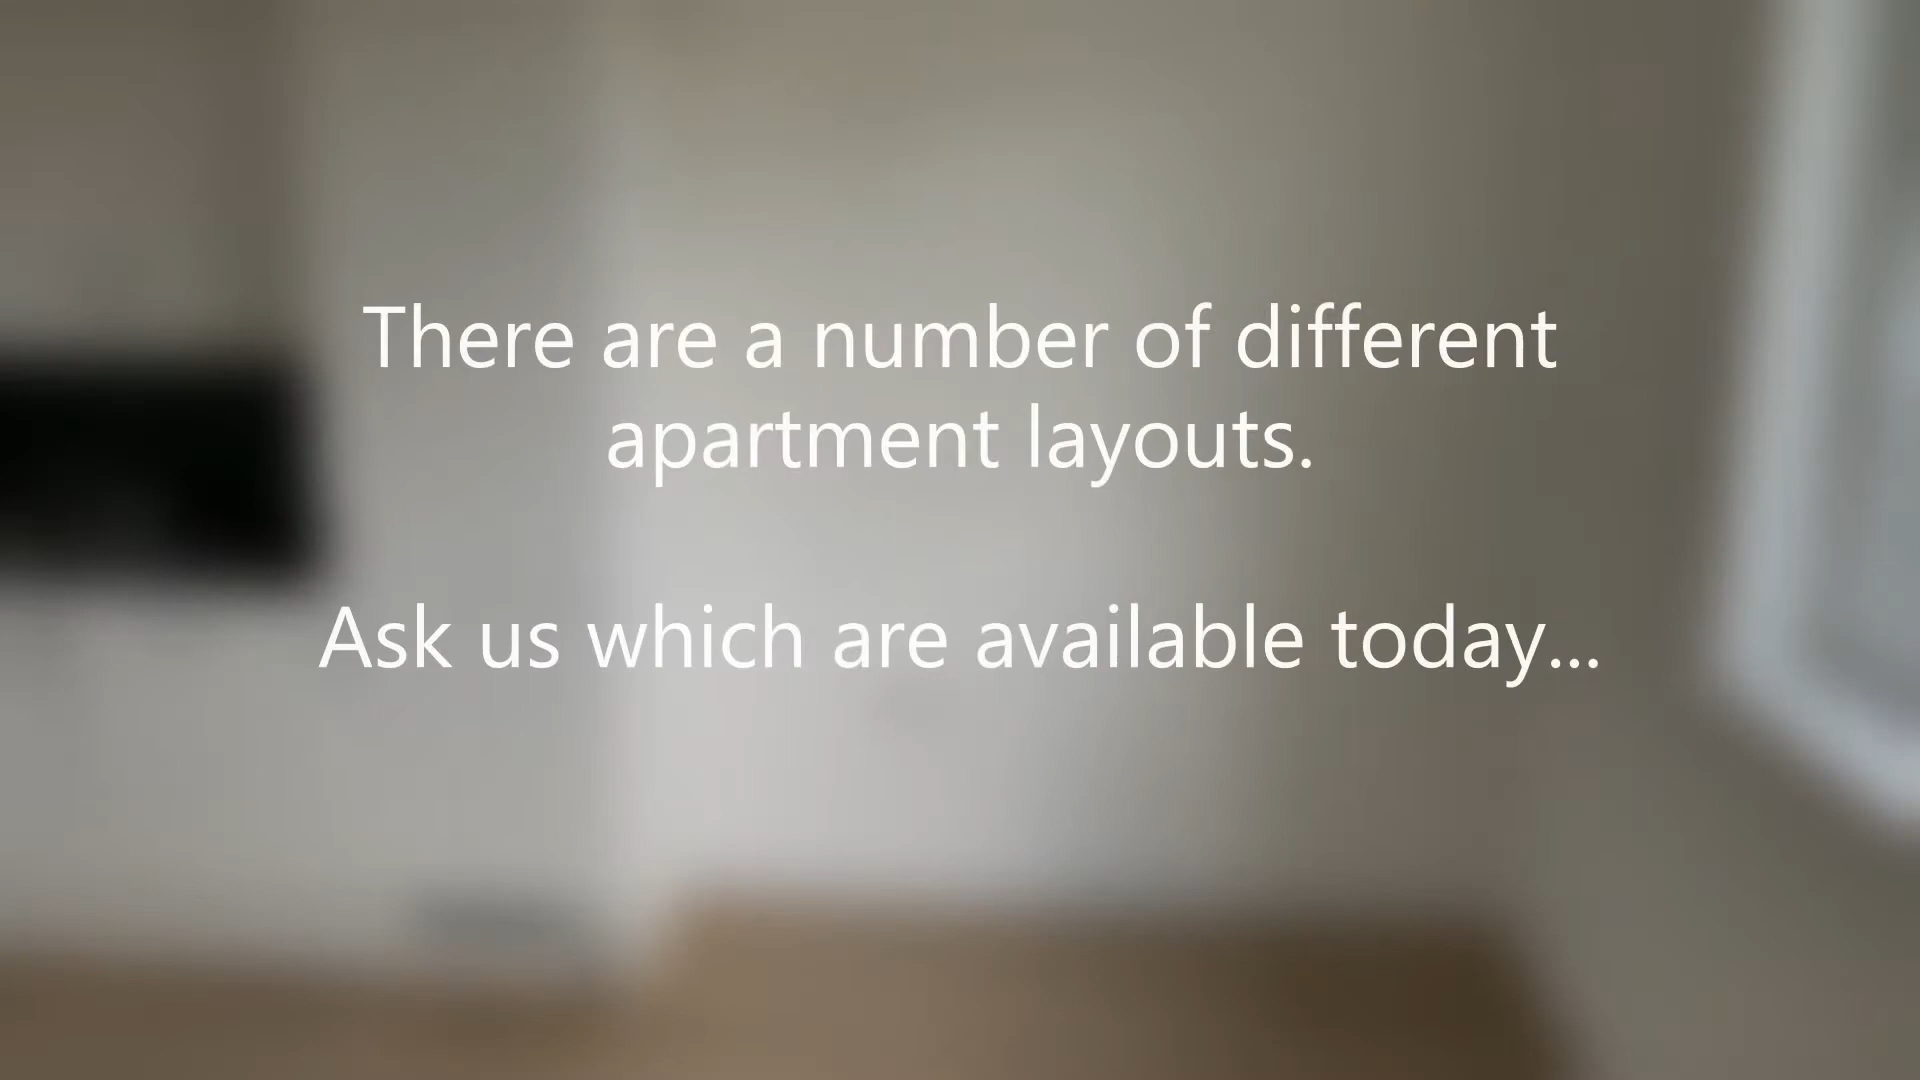 There are a number of different
apartment layouts.
Ask us which are available today...